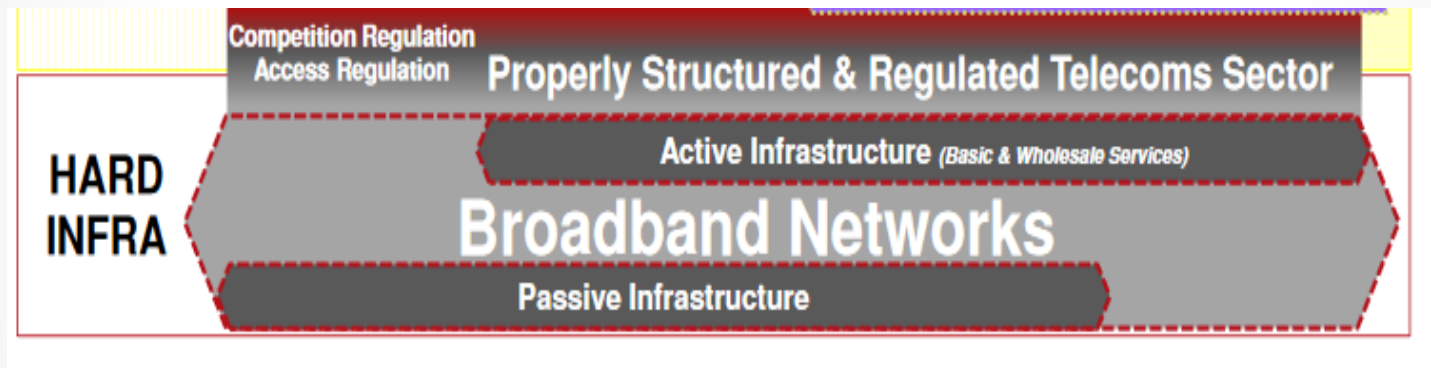 Competition Regulation
Access Regulation
Properly Structured & Regulated Telecoms Sector
HARD
INFRA
Active Infrastructure (Basic & Wholesale Services)
Broadband Networks
Passive Infrastructure